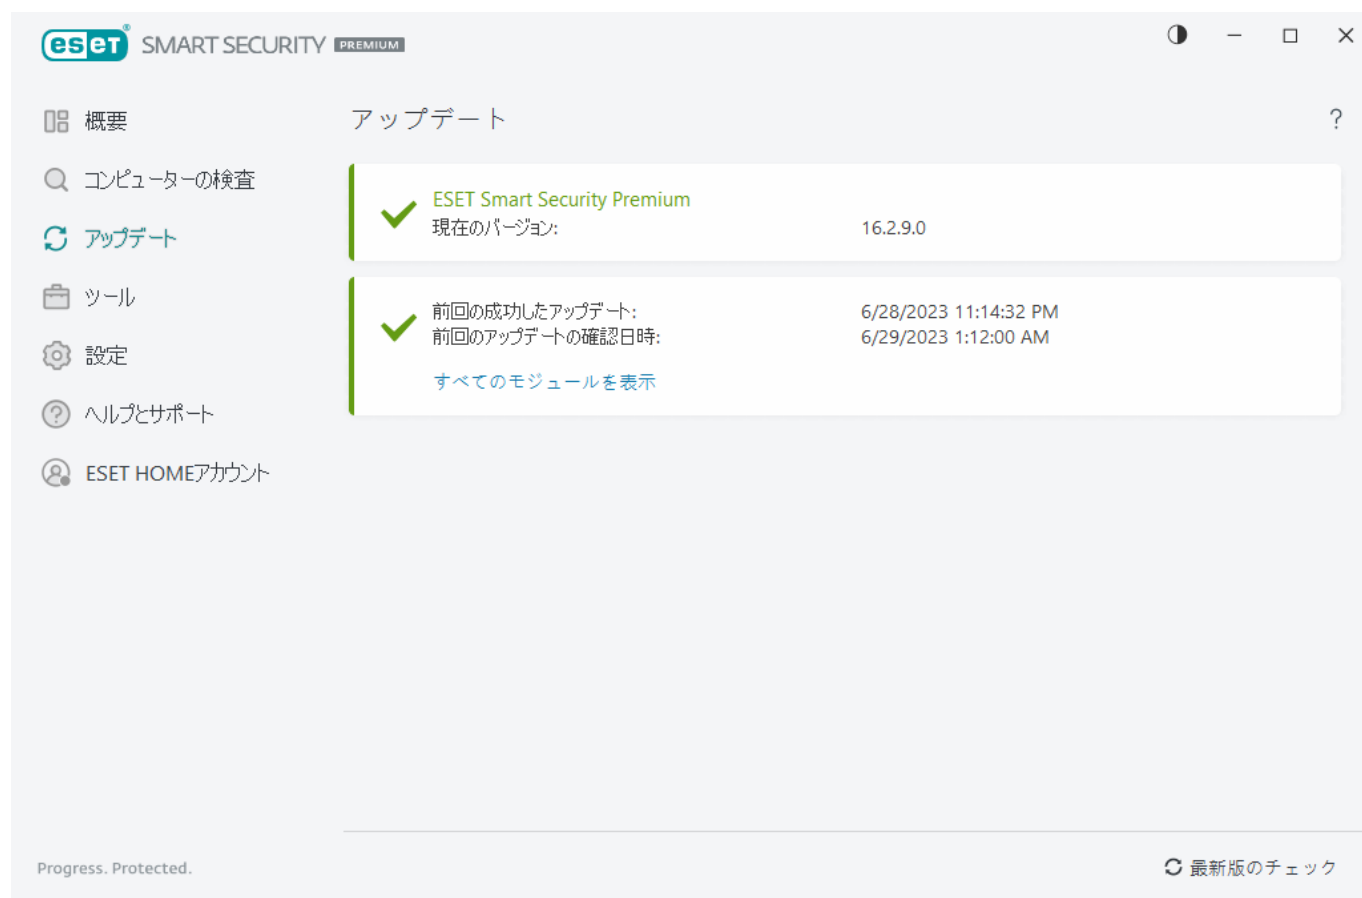 eset® SMART SECURITY PREMIUM
概要
コンピューターの検査
アップデート
ツール
設定
ヘルプとサポート
ESET HOMEアカウント
アップデート
?
ESET Smart Security Premium
現在のバージョン: 16.2.9.0
前回の成功したアップデート: 6/28/2023 11:14:32 PM
前回のアップデートの確認日時: 6/29/2023 1:12:00 AM
すべてのモジュールを表示
Progress. Protected.
最新版のチェック